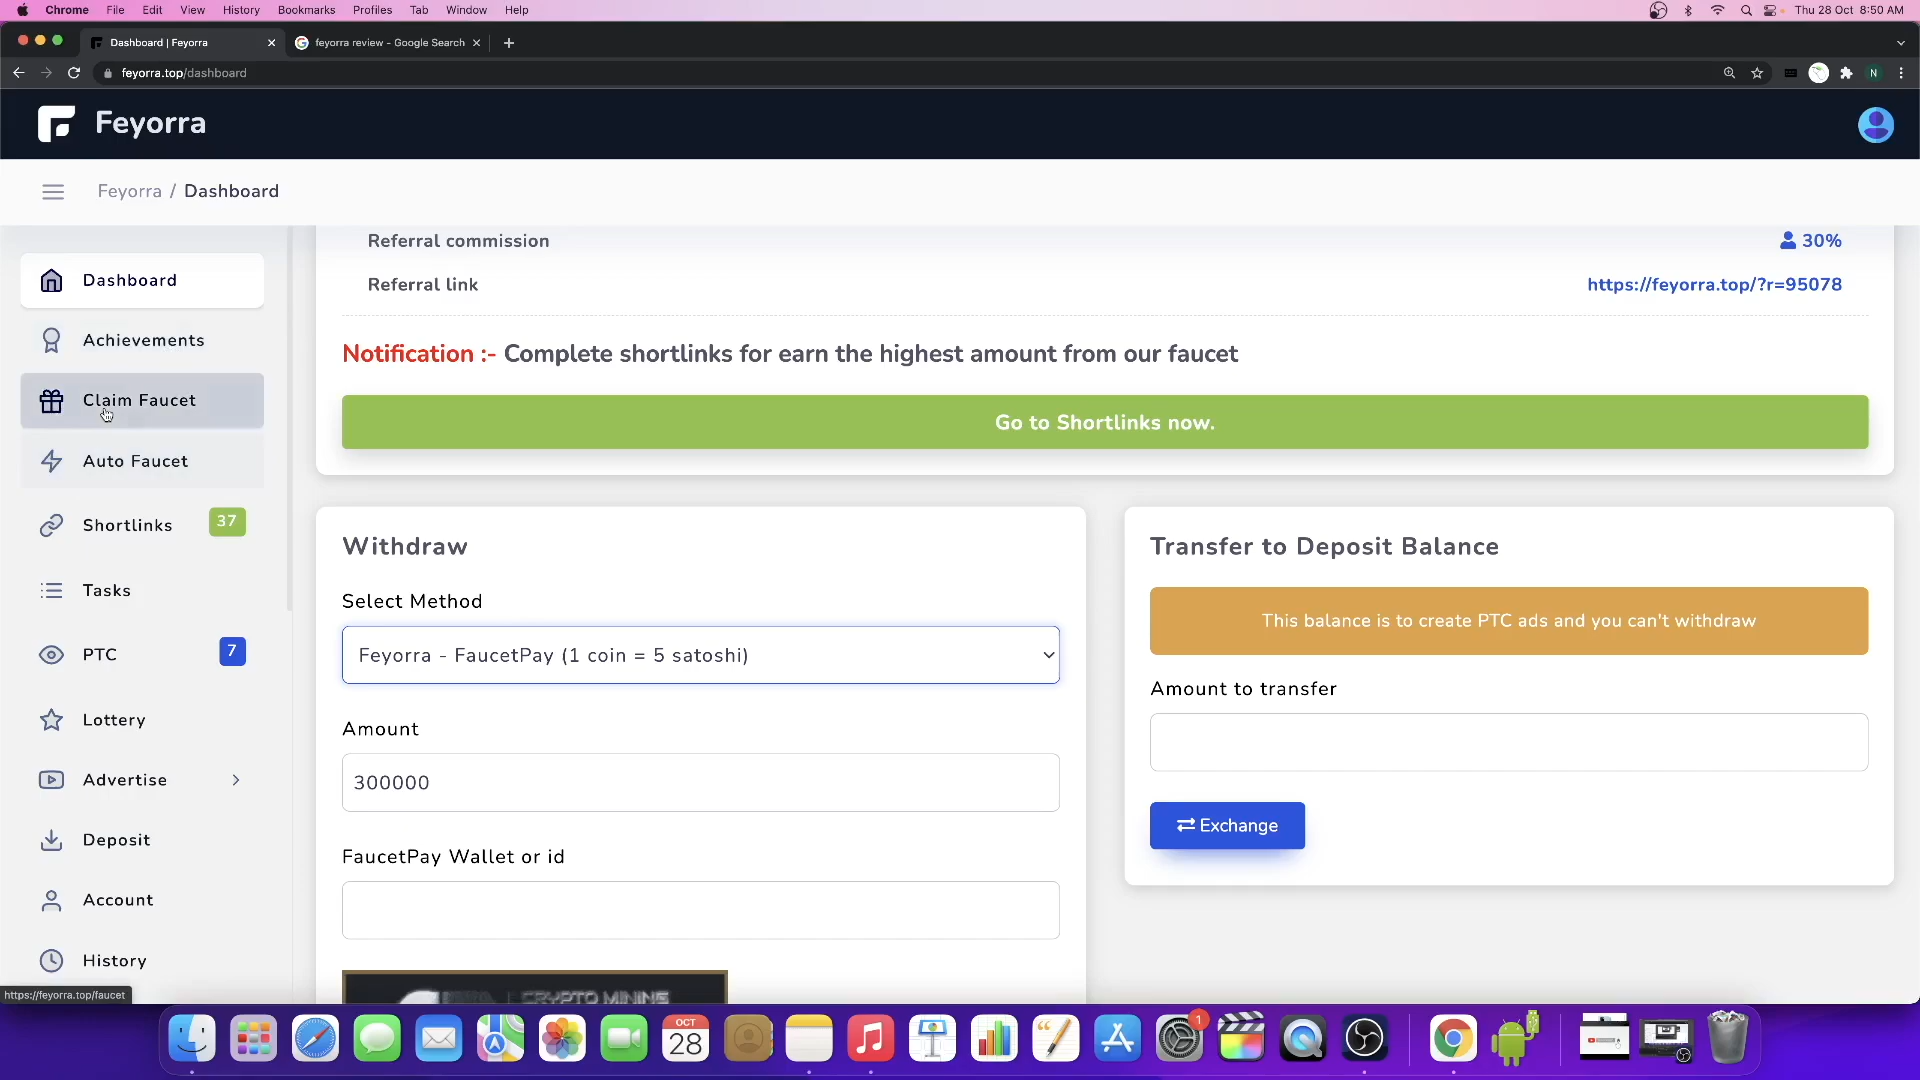 Chrome File Edit View History Bookmarks Profiles Tab Window Help Thu 28 Oct 8:50 AM
Dashboard | Feyorra feyorra review - Google Search
feyorra.top/dashboard N
Feyorra
Feyorra / Dashboard
Dashboard
Achievements
Claim Faucet
Auto Faucet
Shortlinks 37
Tasks
PTC 7
Lottery
Advertise
Deposit
Account
History
Referral commission 30%
Referral link https://feyorra.top/?r=95078
Notification :- Complete shortlinks for earn the highest amount from our faucet
Go to Shortlinks now.
Withdraw
Select Method
Feyorra - FaucetPay (1 coin = 5 satoshi)
Amount
300000
FaucetPay Wallet or id
CRYPTO MINING
Transfer to Deposit Balance
This balance is to create PTC ads and you can't withdraw
Amount to transfer
Exchange
https://feyorra.top/faucet
OCT
28
1